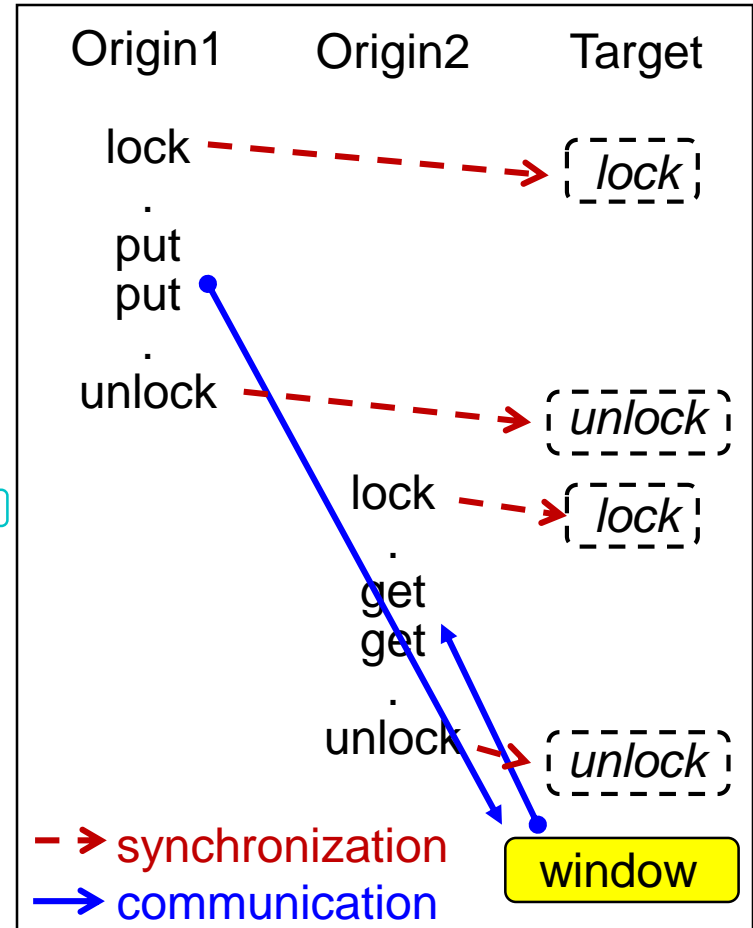 Origin1 Origin2 Target
lock lock
.
put
put
.
unlock unlock
lock lock
.
get
get
.
unlock unlock
synchronization window
communication